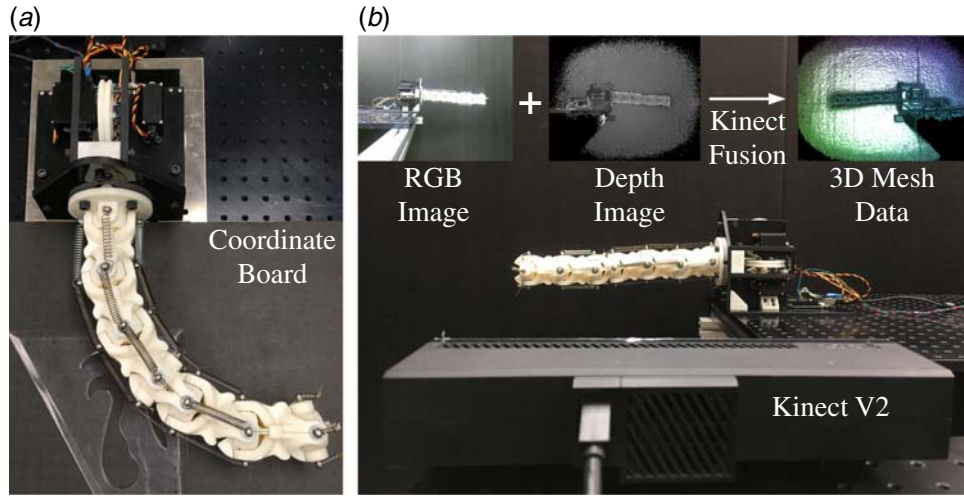 (a)
Coordinate
Board
(b)
+
RGB
Image
Depth
Image
Kinect
Fusion
3D Mesh
Data
Kinect V2